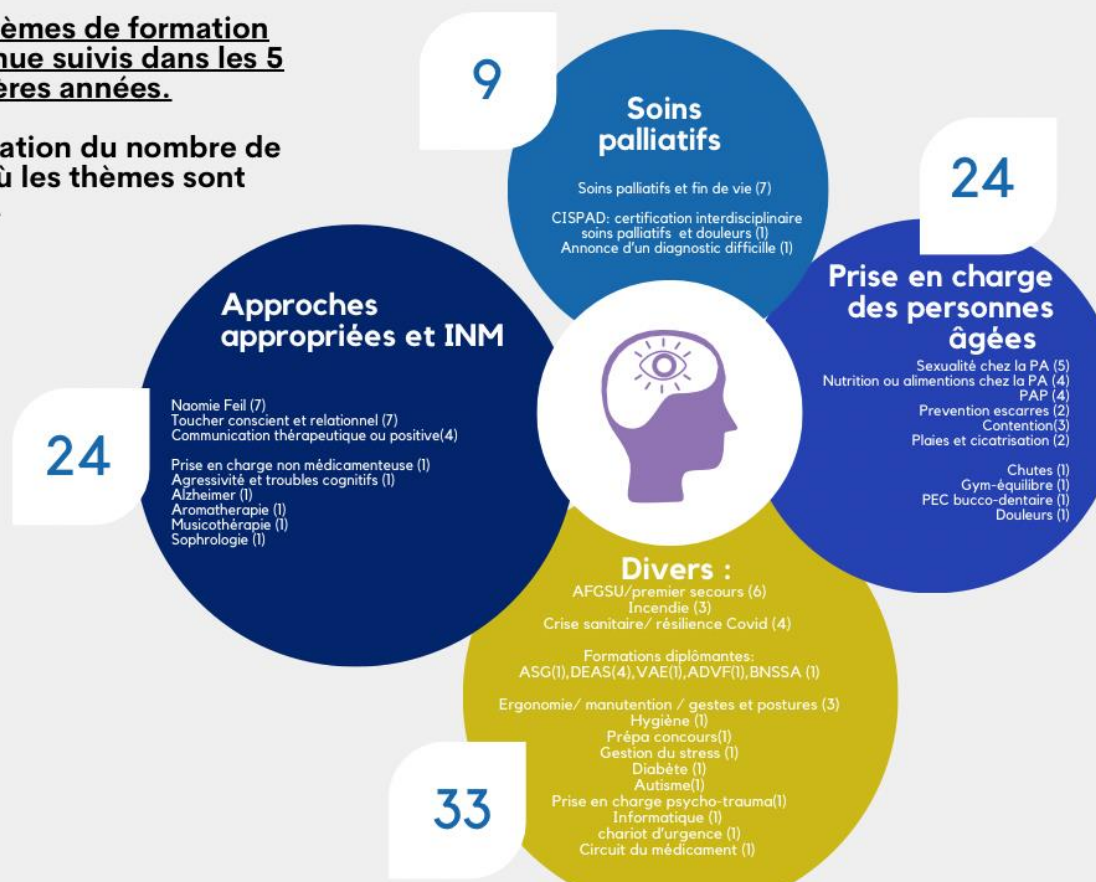 èmes de formation
nue suivis dans les 5
ères années.
ation du nombre de
ù les thèmes sont
9
Soins
palliatifs
Soins palliatifs et fin de vie (7)
CISPAD: certification interdisciplinaire
soins palliatifs et douleurs (1)
Annonce d'un diagnostic difficille (1)
24
Prise en charge
des personnes
âgées
Sexualité chez la PA (5)
Nutrition ou alimentions chez la PA (4)
PAP (4)
Prevention escarres (2)
Contention(3)
Plaies et cicatrisation (2)
Chutes (1)
Gym-équilibre (1)
PEC bucco-dentaire (1)
Douleurs (1)
Approches
appropriées et INM
24
Naomie Feil (7)
Toucher conscient et relationnel (7)
Communication thérapeutique ou positive(4)
Prise en charge non médicamenteuse (1)
Agressivité et troubles cognitifs (1)
Alzheimer (1)
Aromatherapie (1)
Musicothérapie (1)
Sophrologie (1)
Divers :
AFGSU/premier secours (6)
Incendie (3)
Crise sanitaire/ résilience Covid (4)
Formations diplômantes:
ASG(1),DEAS(4),VAE(1),ADVF(1),BNSSA (1)
Ergonomie/ manutention / gestes et postures (3)
Hygiène (1)
Prépa concours(1)
Gestion du stress (1)
Diabète (1)
Autisme(1)
Prise en charge psycho-trauma(1)
Informatique (1)
chariot d'urgence (1)
Circuit du médicament (1)
33